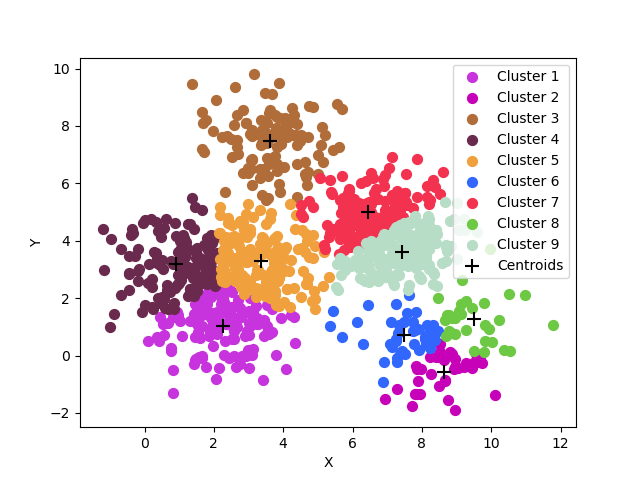 10
8
6
4
2
0
−2
Y
0
2
4
6
8
10
12
X
Cluster 1
Cluster 2
Cluster 3
Cluster 4
Cluster 5
Cluster 6
Cluster 7
Cluster 8
Cluster 9
Centroids